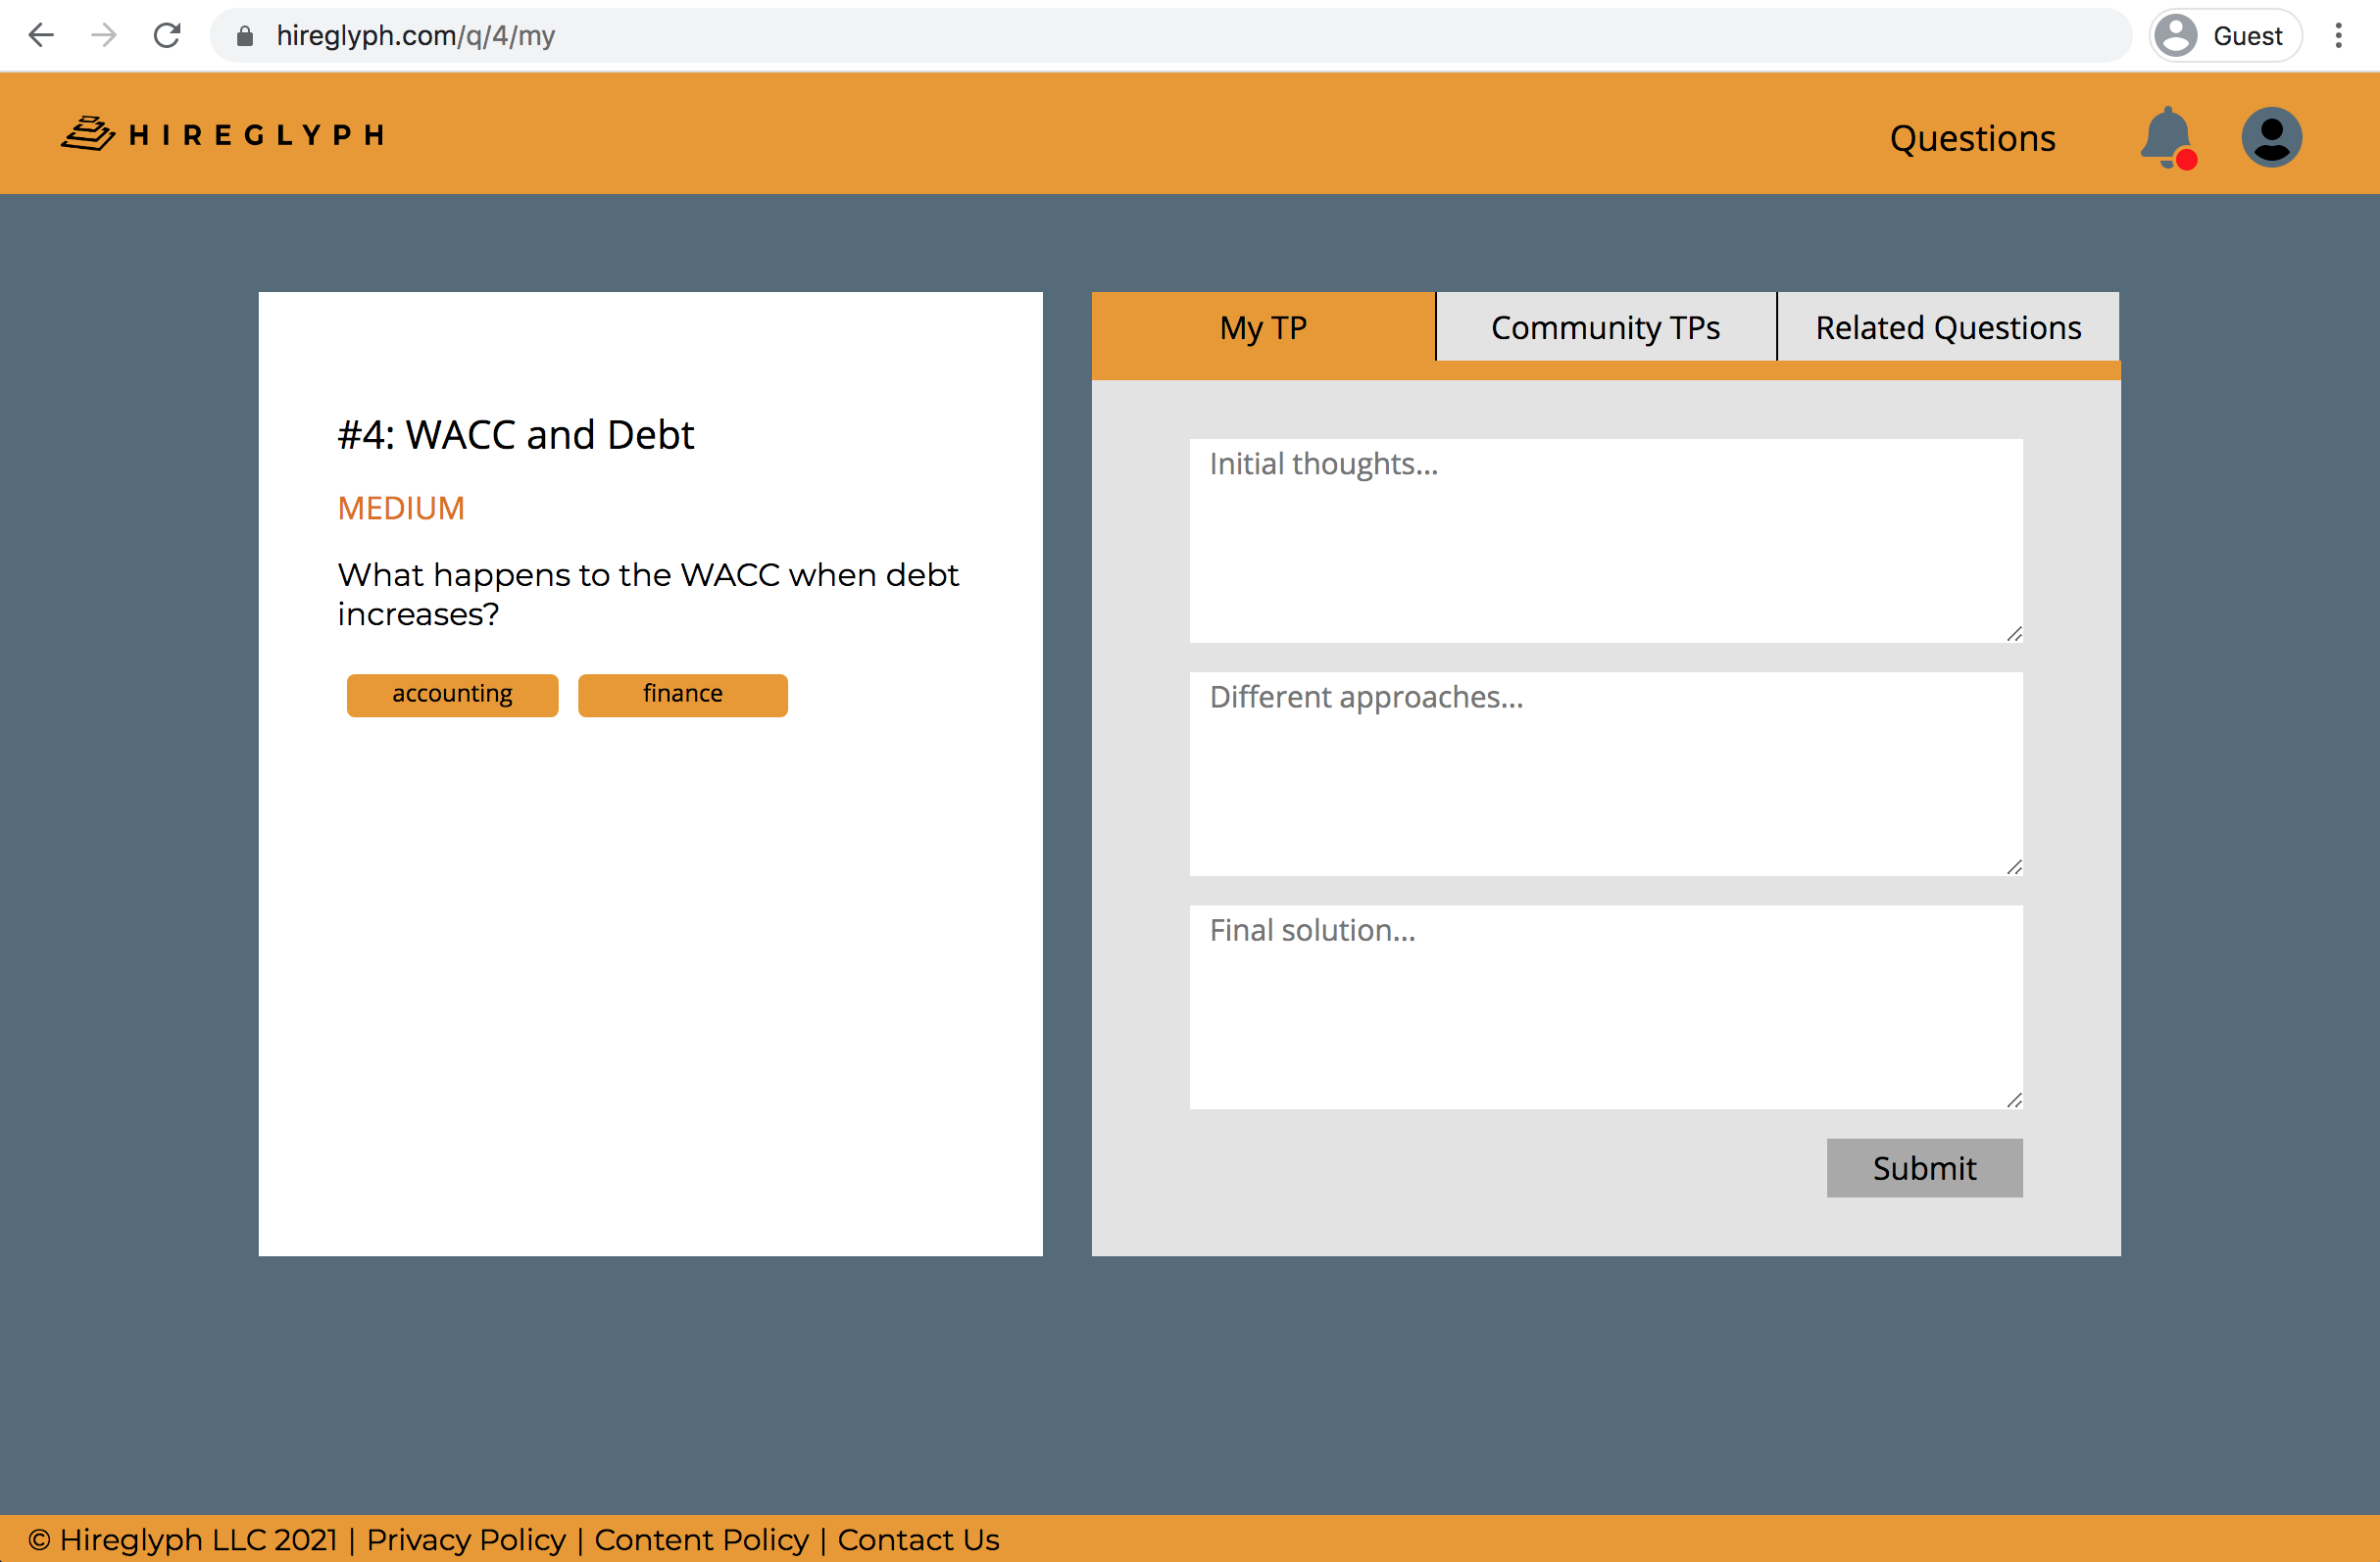 hireglyph.com/q/4/my
Guest
HIREGLYPH
Questions
#4: WACC and Debt
MEDIUM
What happens to the WACC when debt
increases?
accounting
finance
My TP
Community TPs
Related Questions
Initial thoughts...
Different approaches...
Final solution...
Submit
© Hireglyph LLC 2021 | Privacy Policy | Content Policy | Contact Us